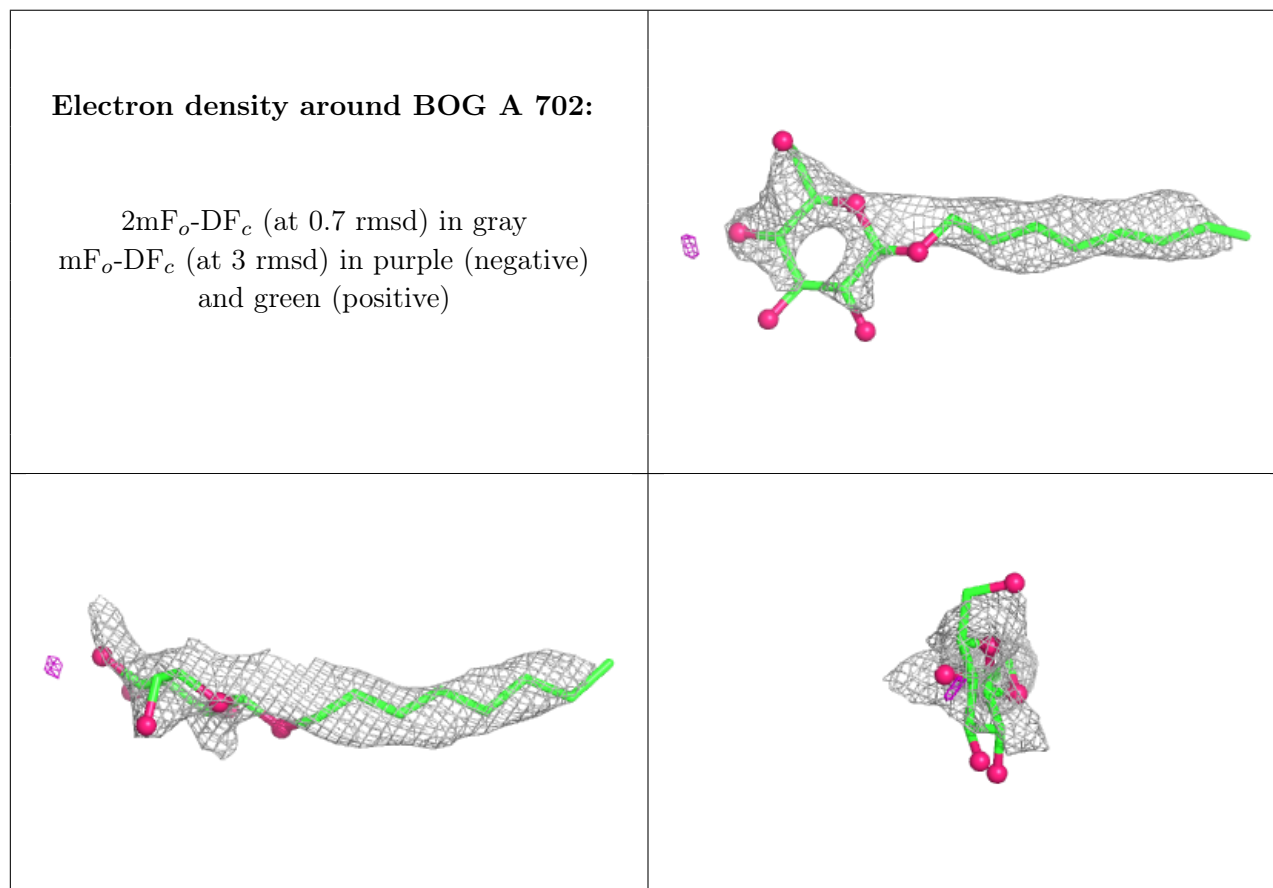 Electron density around BOG A 702:
2mFo-DFc (at 0.7 rmsd) in gray
mFo-DFc (at 3 rmsd) in purple (negative)
and green (positive)